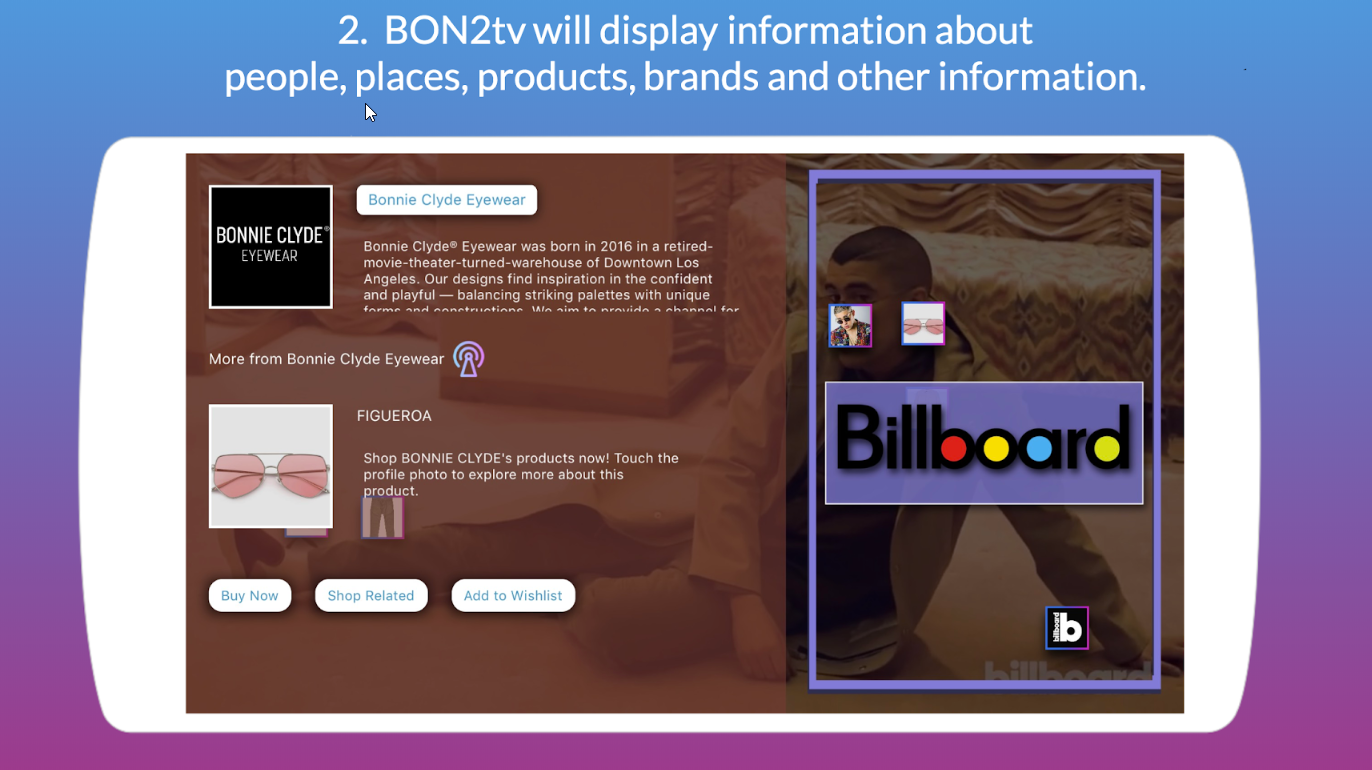 2. BON2tv will display information about
people, places, products, brands and other information.
BONNIE CLYDE®
EYEWEAR
Bonnie Clyde Eyewear
Bonnie Clyde® Eyewear was born in 2016 in a retired-
movie-theater-turned-warehouse of Downtown Los
Angeles. Our designs find inspiration in the confident
and playful — balancing striking palettes with unique
forms and constructions. We aim to provide a channel for
More from Bonnie Clyde Eyewear
FIGUEROA
Shop BONNIE CLYDE's products now! Touch the
profile photo to explore more about this
product.
Buy Now
Shop Related
Add to Wishlist
Billboard
billboard b
billboard